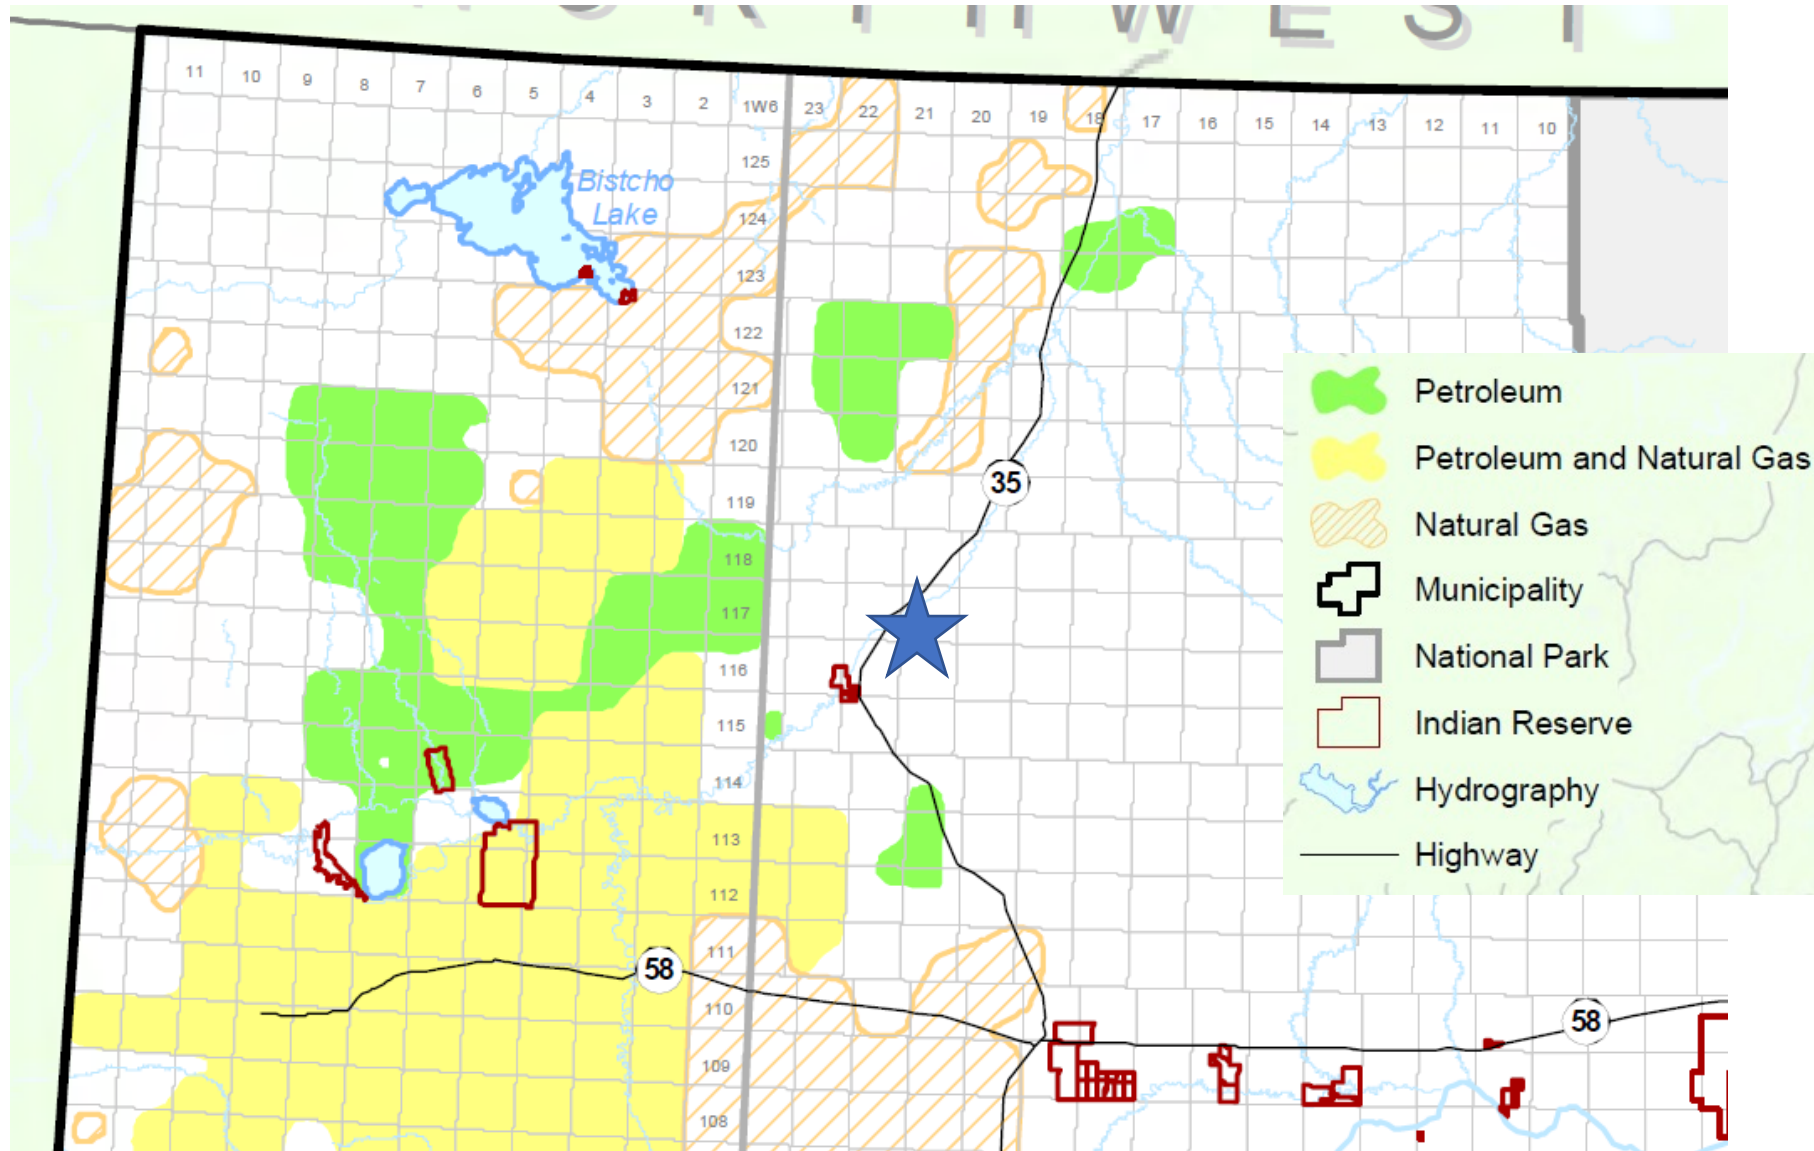 NORTHWEST
11 10 9 8 7 6 5 4 3 2 1W6 23 22 21 20 19 18 17 16 15 14 13 12 11 10
125
Bistcho
Lake
124
123
122
121
120
119
118
117
116
115
114
113
112
111
110
109
108
35
58
58
Petroleum
Petroleum and Natural Gas
Natural Gas
Municipality
National Park
Indian Reserve
Hydrography
Highway